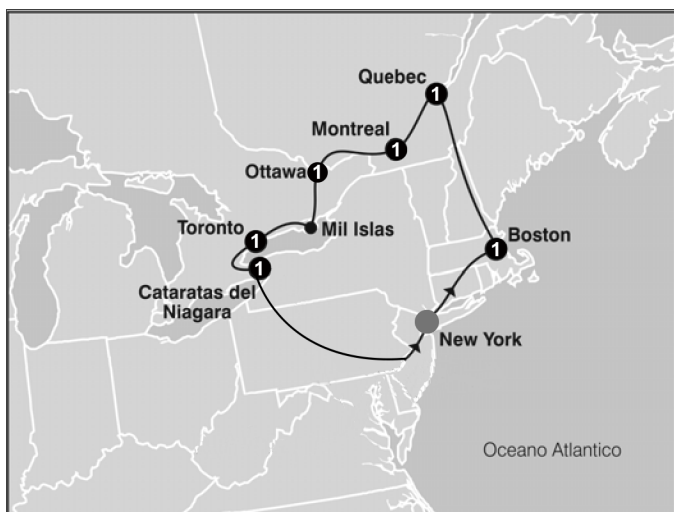 Quebec
1
Montreal
1
Ottawa
1
Toronto
1
Mil Islas
Boston
1
1
Cataratas del
Niagara
New York
Oceano Atlantico